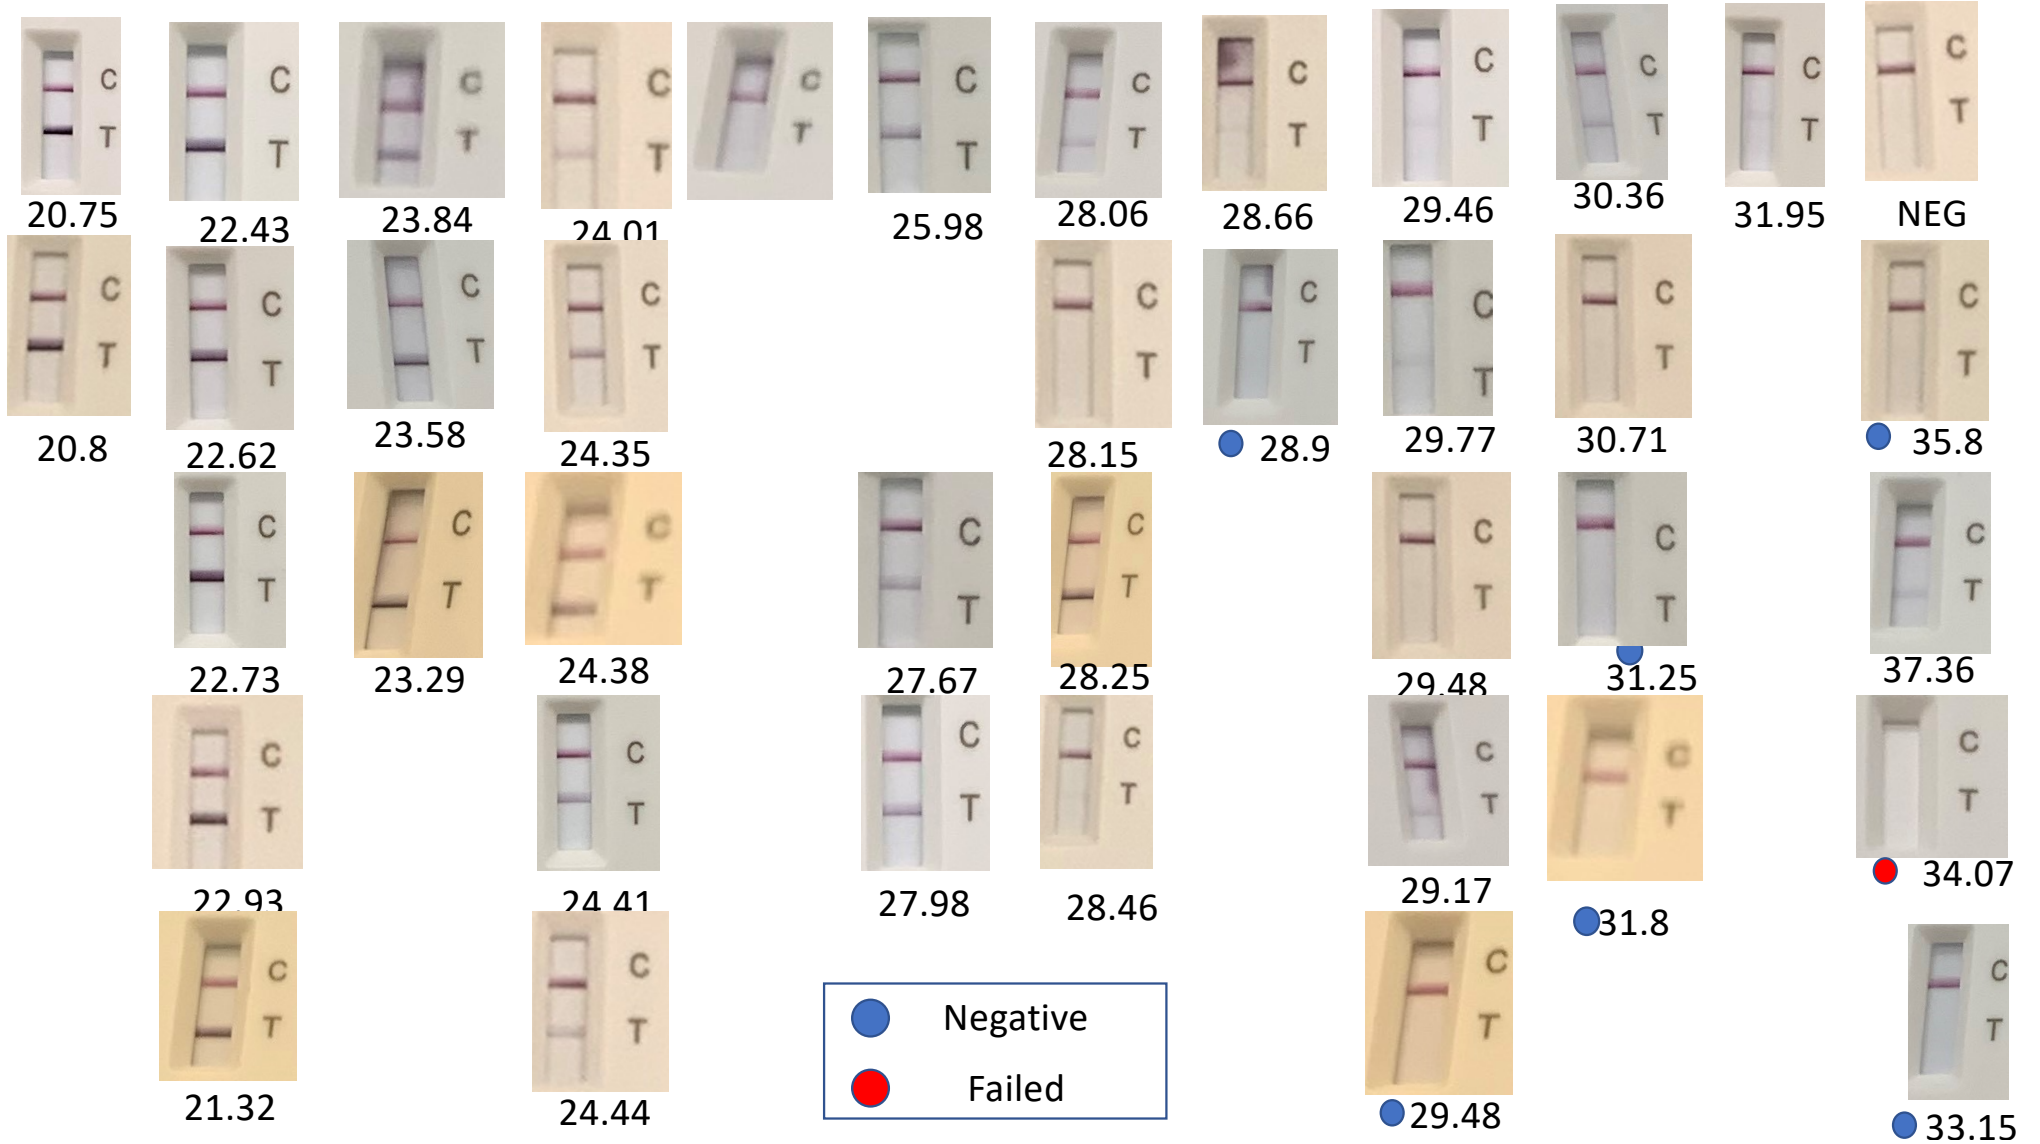 C T C T C T C T C T C T C T C T C T C T C T C T
20.75 22.43 23.84 24.01 25.98 28.06 28.66 29.46 30.36 31.95 NEG
C T C T C T C T C T C T C T C T C T
20.8 22.62 23.58 24.35 28.15 28.9 29.77 30.71 35.8
C T C T C T C T C T C T C T C T
22.73 23.29 24.38 27.67 28.25 29.48 31.25 37.36
C T C T C T C T C T C T C T
22.93 24.41 27.98 28.46 29.17 31.8 34.07
C T C T C T C T
21.32 24.44 29.48 33.15
Negative
Failed